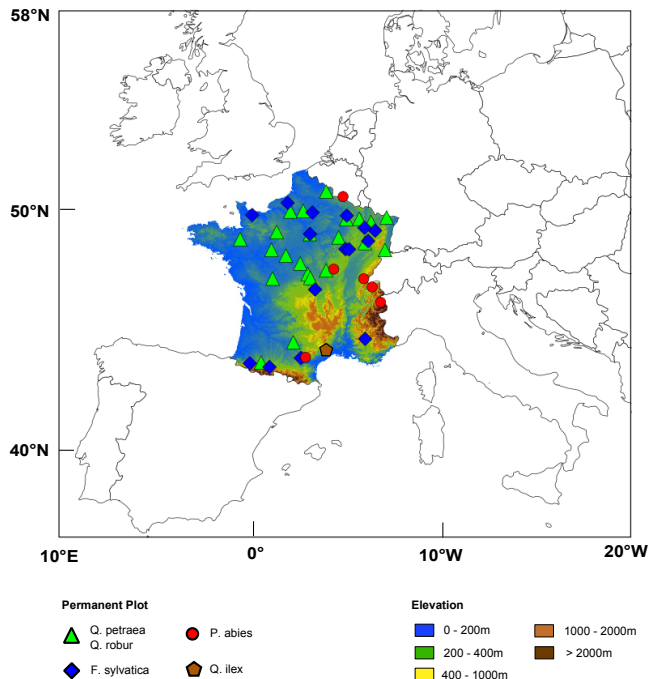 58°N
50°N
40°N
10°E 0° 10°W 20°W
Permanent Plot
Q. petraea
Q. robur
P. abies
F. sylvatica
Q. ilex
Elevation
0 - 200m
1000 - 2000m
200 - 400m
> 2000m
400 - 1000m